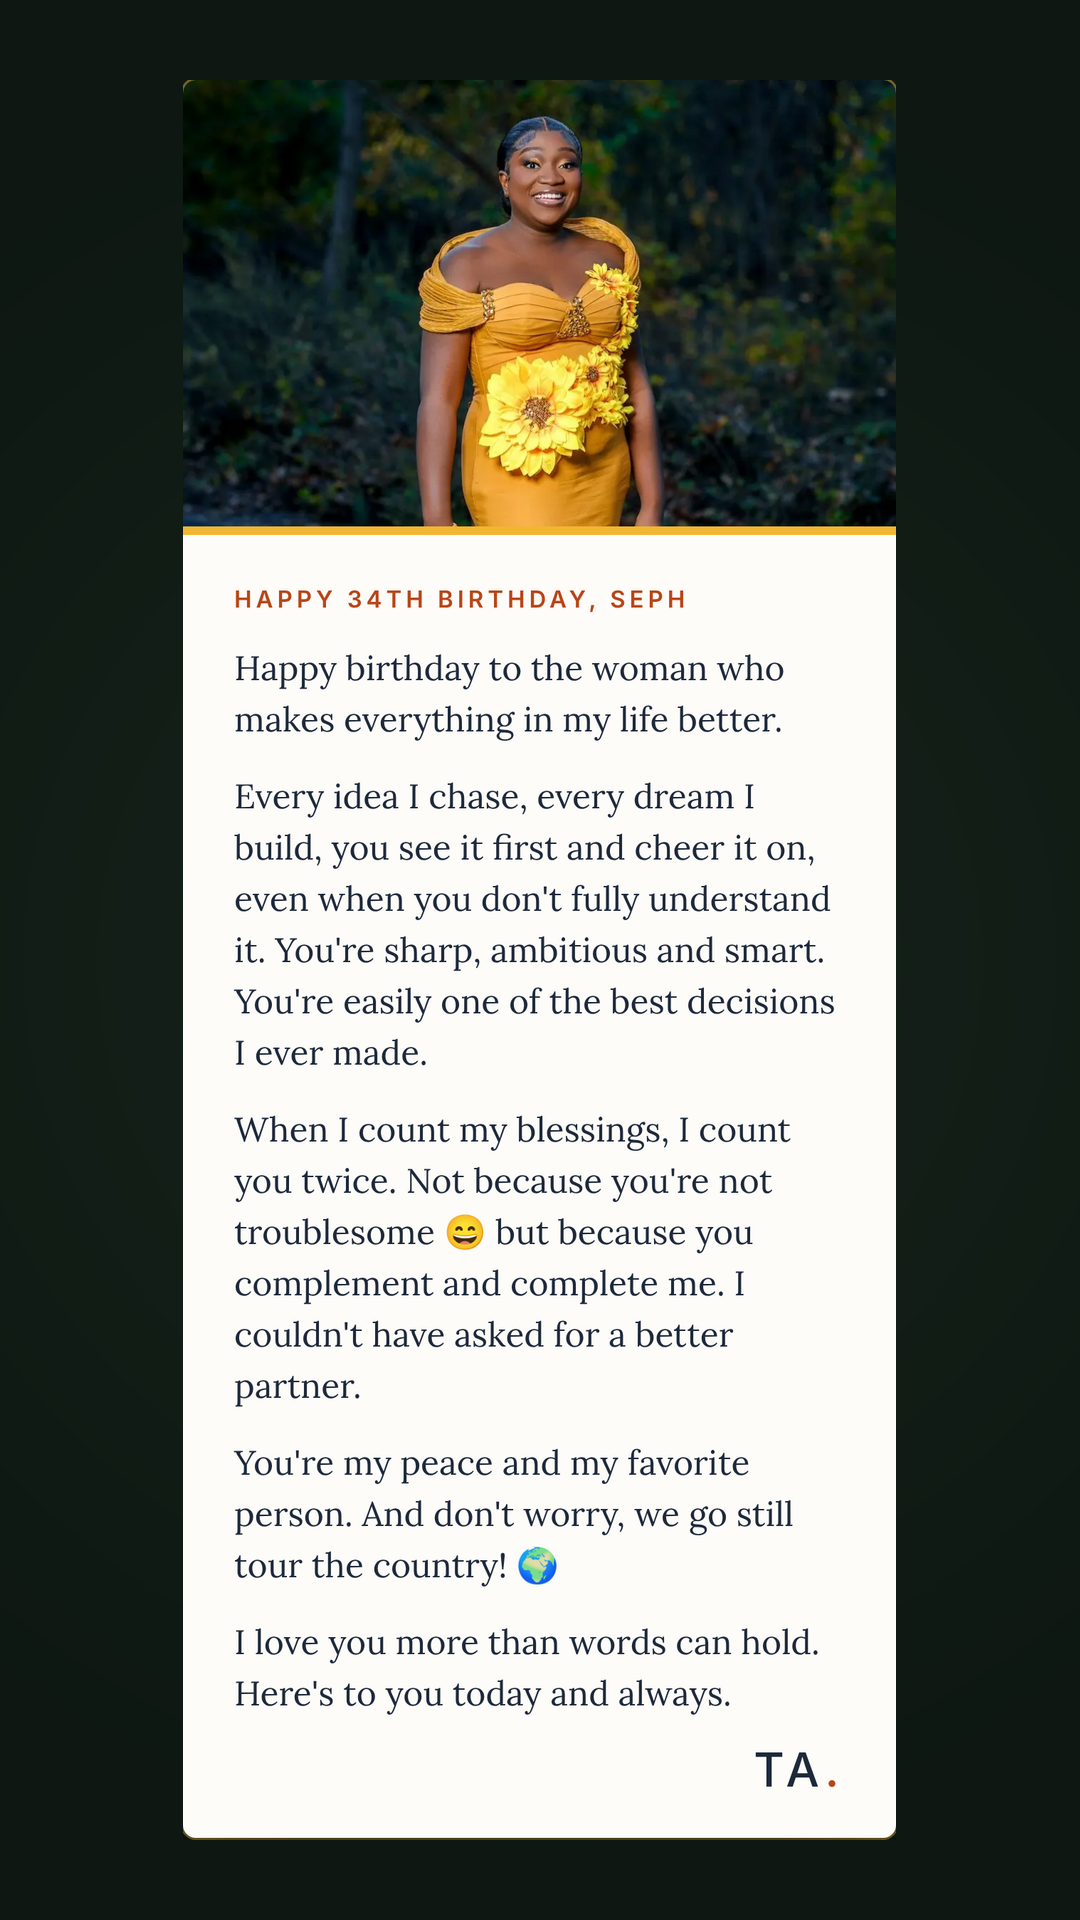 HAPPY 34TH BIRTHDAY, SEPH
Happy birthday to the woman who
makes everything in my life better.
Every idea I chase, every dream I
build, you see it first and cheer it on,
even when you don't fully understand
it. You're sharp, ambitious and smart.
You're easily one of the best decisions
I ever made.
When I count my blessings, I count
you twice. Not because you're not
troublesome 😄 but because you
complement and complete me. I
couldn't have asked for a better
partner.
You're my peace and my favorite
person. And don't worry, we go still
tour the country! 🌍
I love you more than words can hold.
Here's to you today and always.
TA.